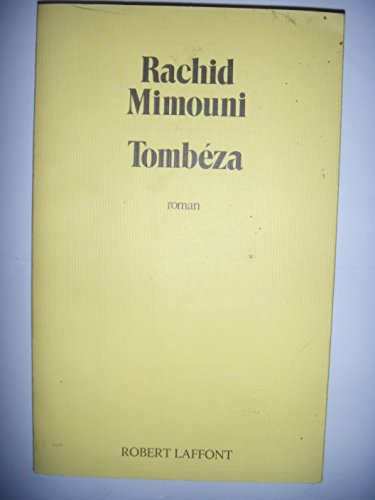 Rachid
Mimouni
Tombéza
roman
ROBERT LAFFONT